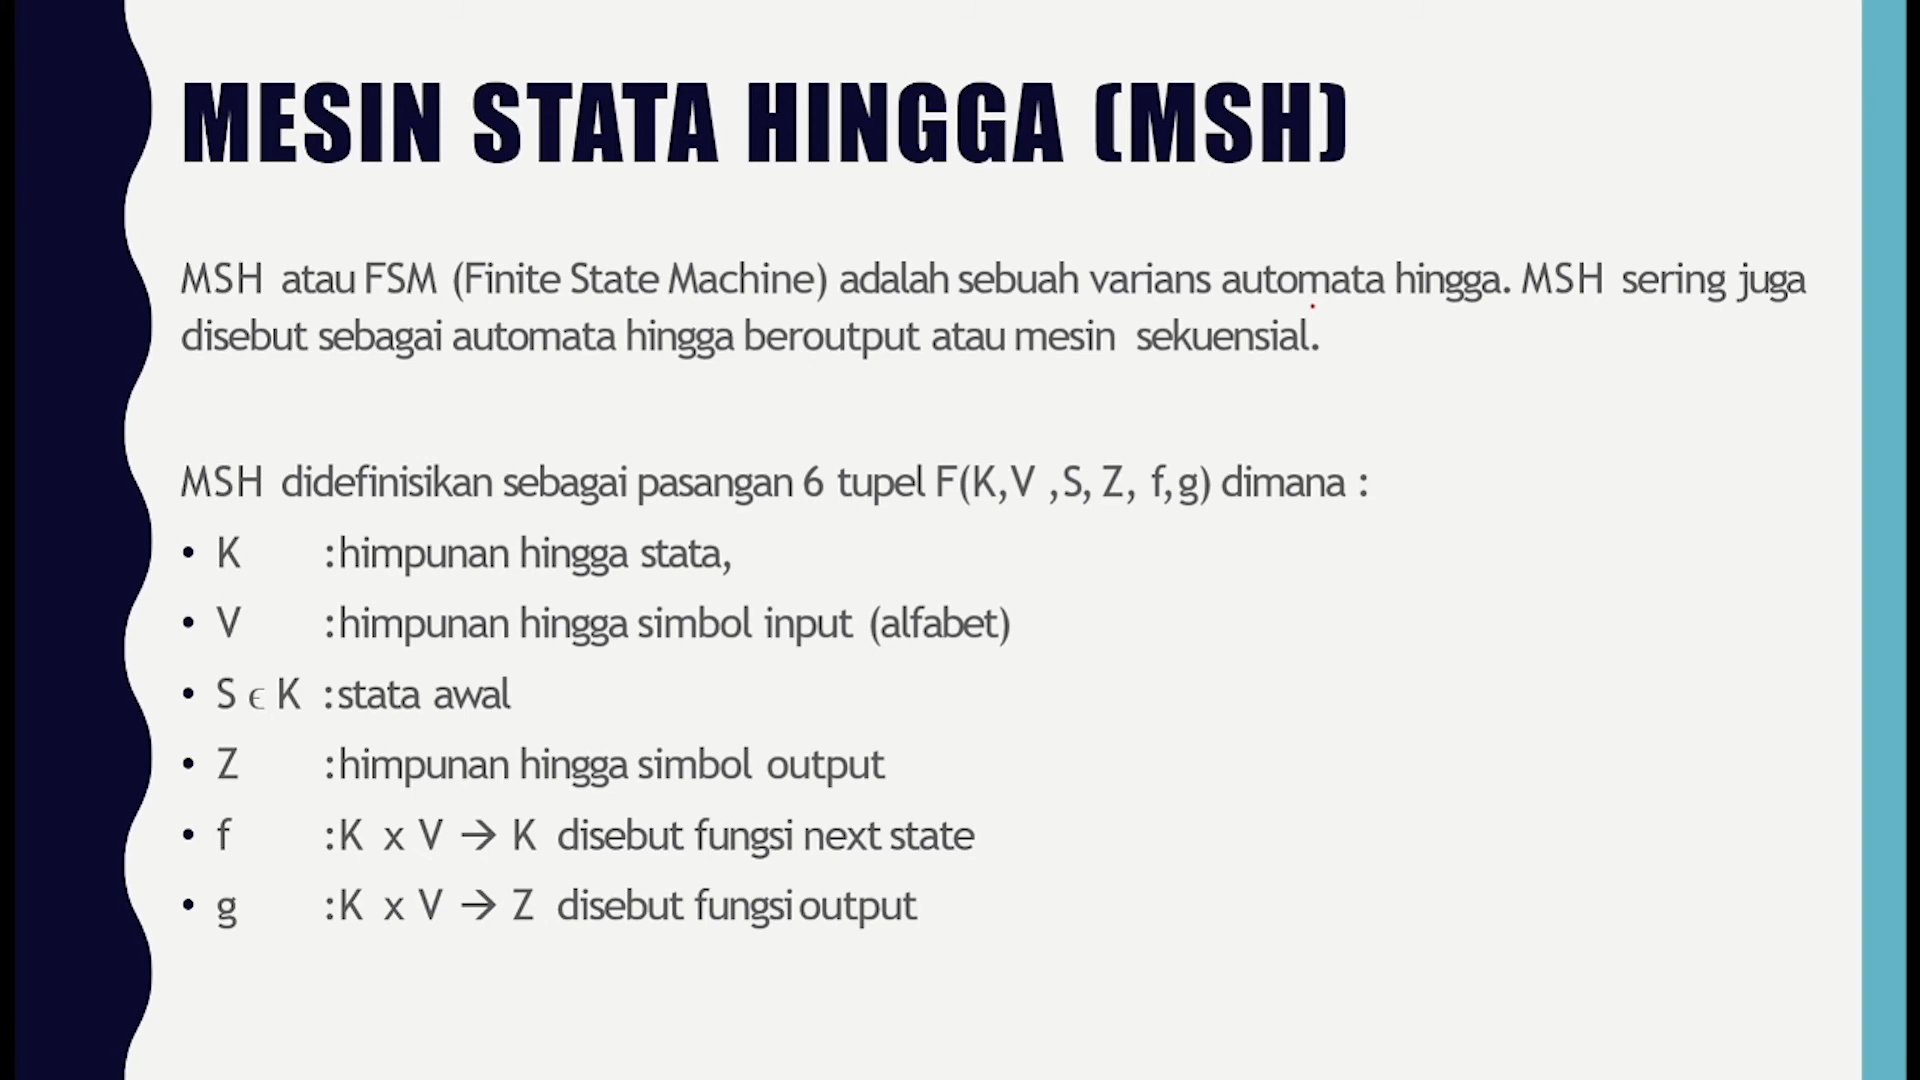 MESIN STATA HINGGA (MSH)
MSH atau FSM (Finite State Machine) adalah sebuah varians automata hingga. MSH sering juga
disebut sebagai automata hingga beroutput atau mesin sekuensial.
MSH didefinisikan sebagai pasangan 6 tupel F(K,V ,S, Z, f,g) dimana :
• K :himpunan hingga stata,
• V :himpunan hingga simbol input (alfabet)
• S ϵ K :stata awal
• Z :himpunan hingga simbol output
• f :K x V → K disebut fungsi next state
• g :K x V → Z disebut fungsi output